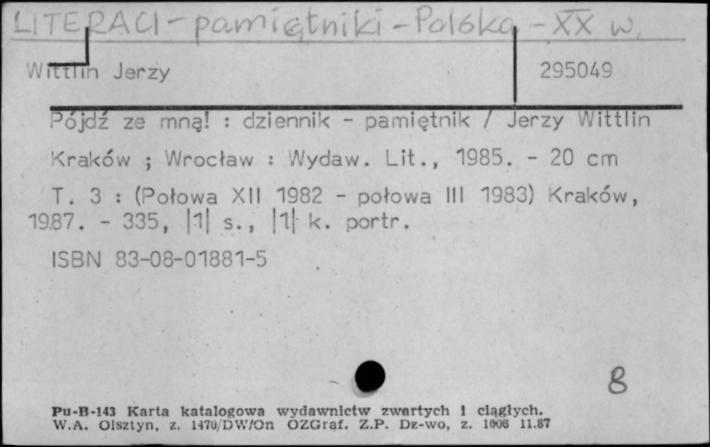 LITERACI - pamiętniki - Polska - XX w.
Wittlin Jerzy 295049
Pójdź ze mną! : dziennik - pamiętnik / Jerzy Wittlin
Kraków ; Wrocław : Wydaw. Lit., 1985. - 20 cm
T. 3 : (Połowa XII 1982 - połowa III 1983) Kraków,
1987. - 335, |1| s., |1| k. portr.
ISBN 83-08-01881-5
8
Pu-B-143 Karta katalogowa wydawnictw zwartych i ciągłych.
W.A. Olsztyn, z. 1470/DW/On OZGraf. Z.P. De-wo, z. 1006 11.87